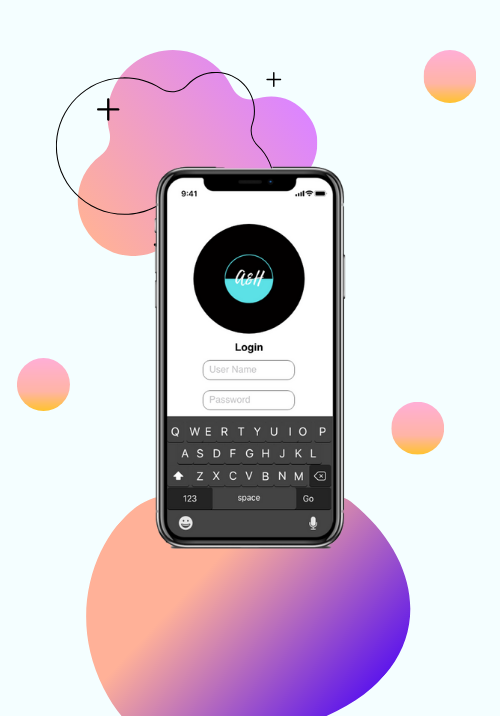 9:41
A&H
Login
User Name
Password
Q W E R T Y U I O P
A S D F G H J K L
Z X C V B N M
123 space Go